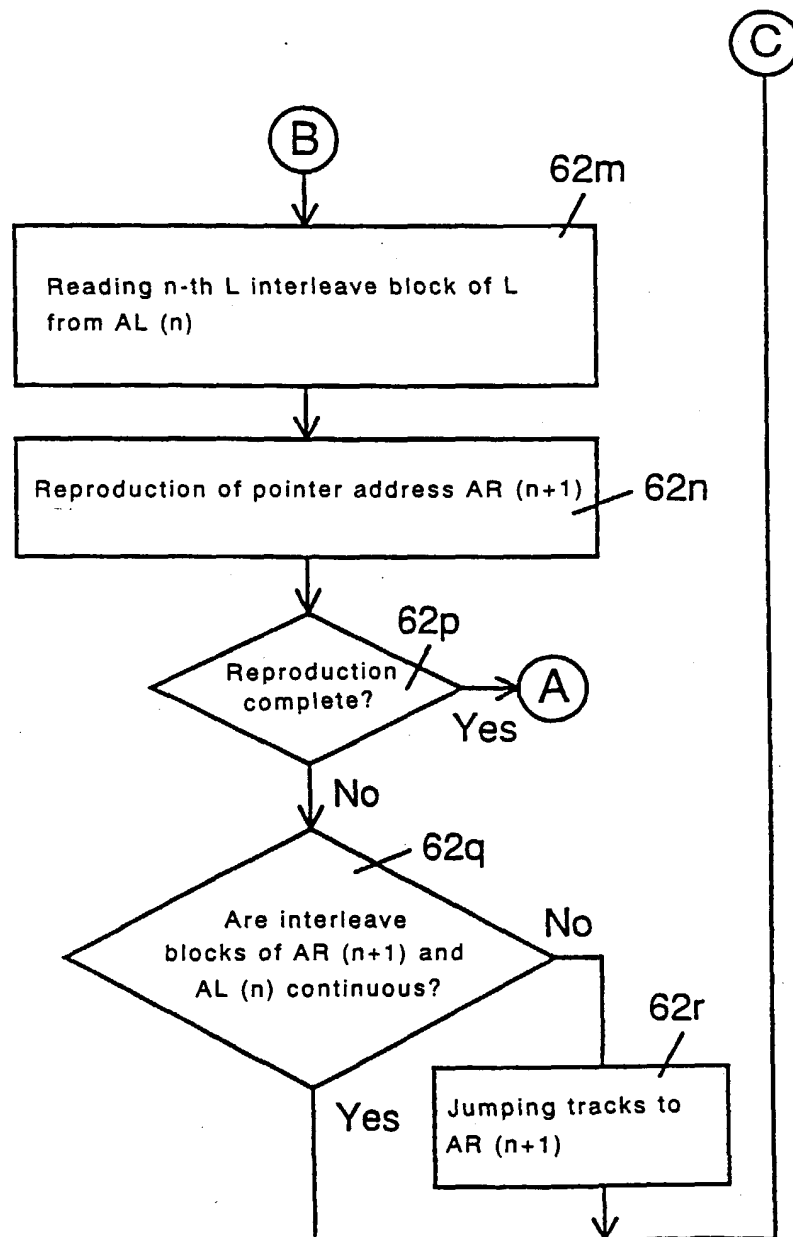 C
B
62m
Reading n-th L interleave block of L
from AL (n)
Reproduction of pointer address AR (n+1)
62n
62p
Reproduction
complete?
A
Yes
No
62q
Are interleave
blocks of AR (n+1) and
AL (n) continuous?
No
62r
Yes
Jumping tracks to
AR (n+1)